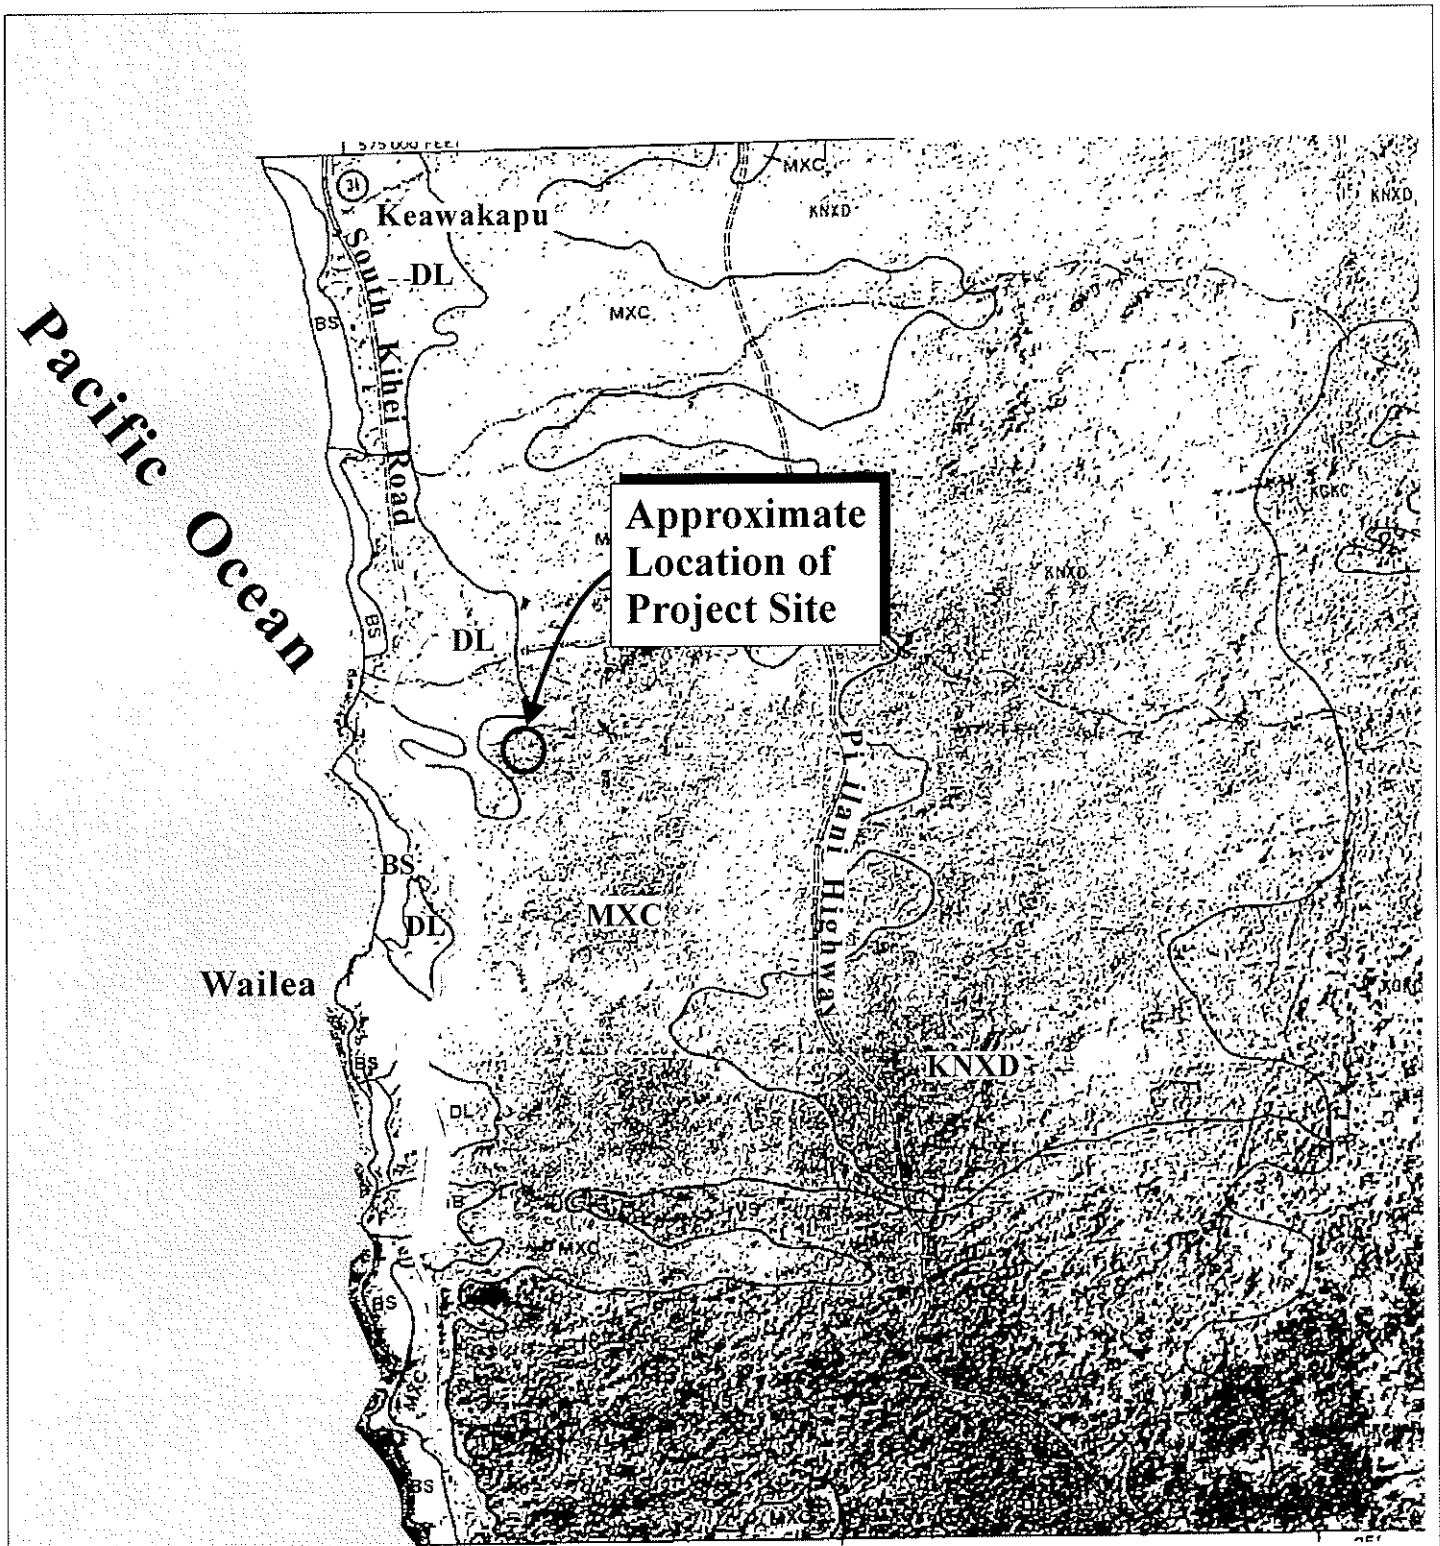 575 000 FEET
MXC
31
KNXD
KNXD
Keawakapu
South Kihei Road
DL
BS
MXC
Pacific Ocean
Approximate
Location of
Project Site
KNXD
BS
DL
Piilani Highway
BS
MXC
DL
Wailea
BS
KNXD
DL
MXC
BS
MXC
BS